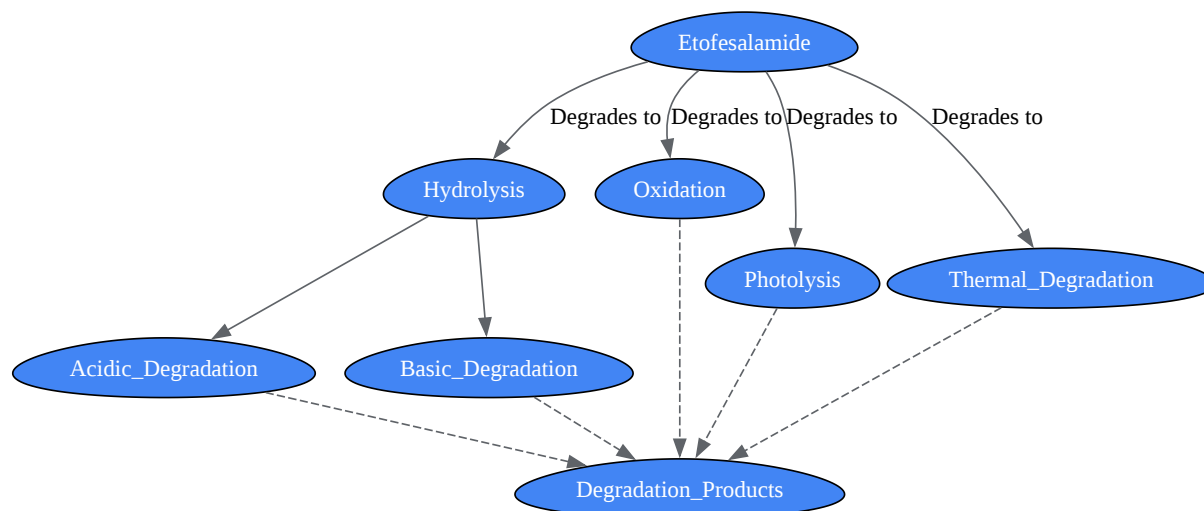 Etofesalamide
Degrades to
Degrades to
Degrades to
Degrades to
Hydrolysis
Oxidation
Photolysis
Thermal_Degradation
Acidic_Degradation
Basic_Degradation
Degradation_Products